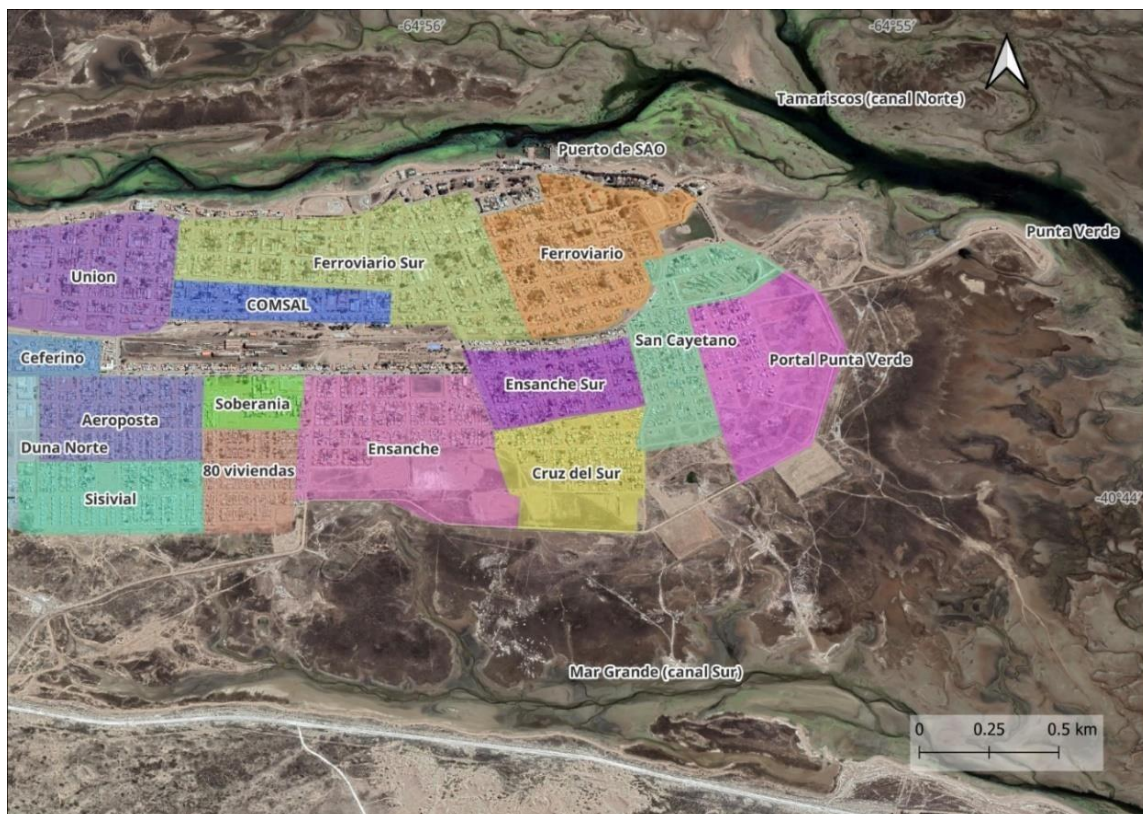 -64°56′
-64°55′
Tamariscos (canal Norte)
Puerto de SAO
Punta Verde
Ferroviario
Union
Ferroviario Sur
COMSAL
San Cayetano
Ceferino
Portal Punta Verde
Ensanche Sur
Soberania
Aeroposta
Duna Norte
Ensanche
80 viviendas
Cruz del Sur
Sisivial
-40°44′
Mar Grande (canal Sur)
0 0.25 0.5 km